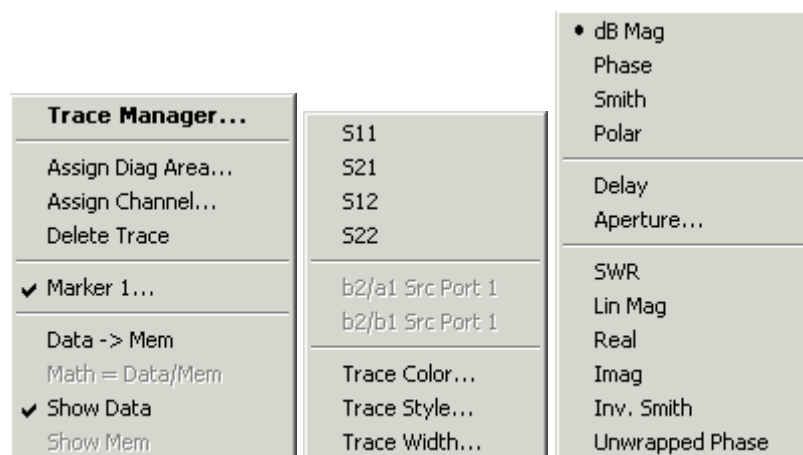 Trace Manager...
Assign Diag Area...
Assign Channel...
Delete Trace
Marker 1...
Data -> Mem
Math = Data/Mem
Show Data
Show Mem
S11
S21
S12
S22
b2/a1 Src Port 1
b2/b1 Src Port 1
Trace Color...
Trace Style...
Trace Width...
dB Mag
Phase
Smith
Polar
Delay
Aperture...
SWR
Lin Mag
Real
Imag
Inv. Smith
Unwrapped Phase